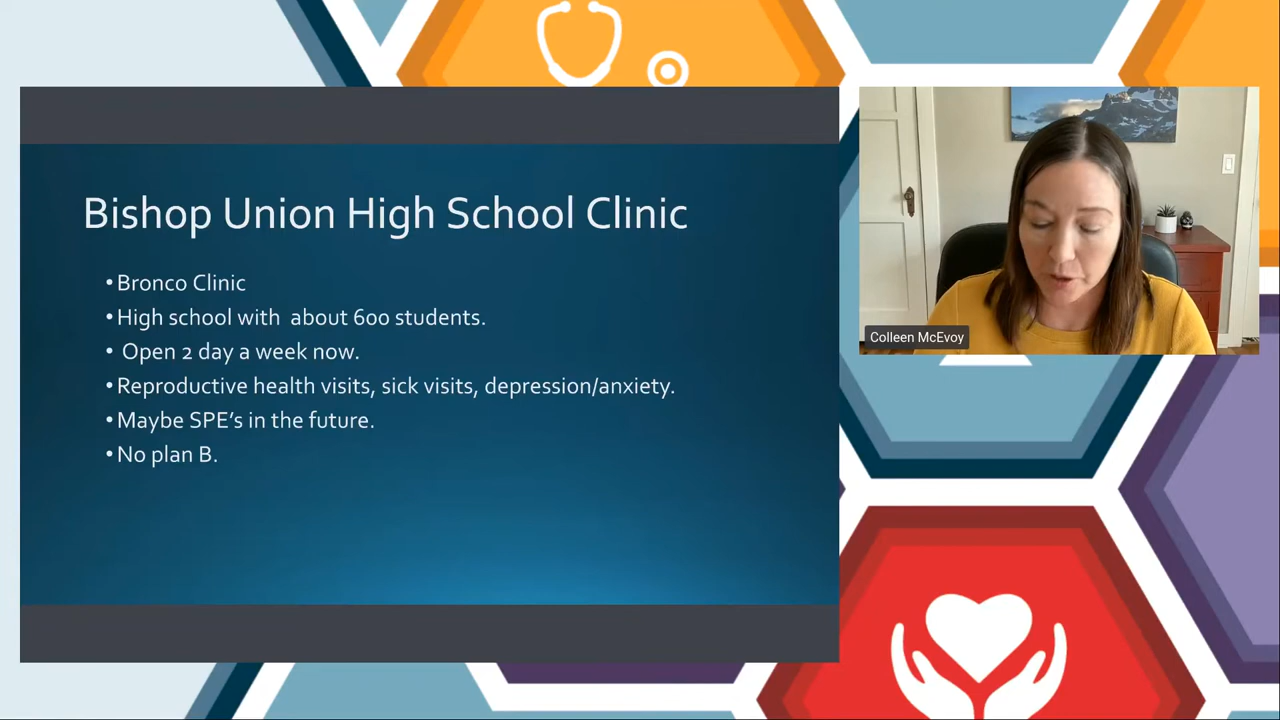 Bishop Union High School Clinic
•Bronco Clinic
•High school with  about 600 students.
• Open 2 day a week now.
•Reproductive health visits, sick visits, depression/anxiety.
•Maybe SPE's in the future.
•No plan B.
Colleen McEvoy